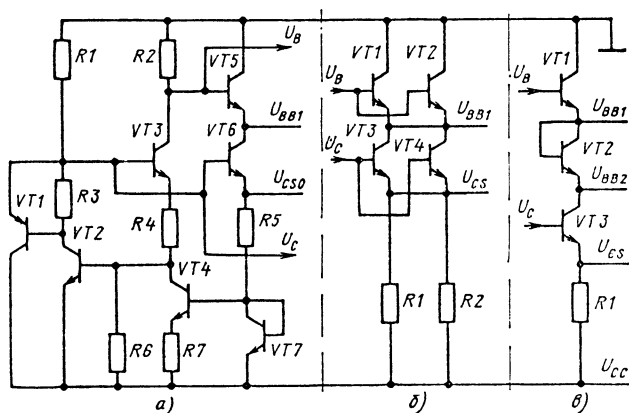 R1
R2
VT5
U_B
VT1
VT2
VT1
U_B
U_B
U_BB1
U_BB1
U_BB1
VT3
VT6
VT3
VT4
VT2
U_C
U_CSO
U_CS
U_BB2
VT1
R3
VT2
R4
R5
U_C
U_C
VT3
U_CS
VT4
R1
R2
R1
R6
R7
VT7
U_CC
а)
б)
в)